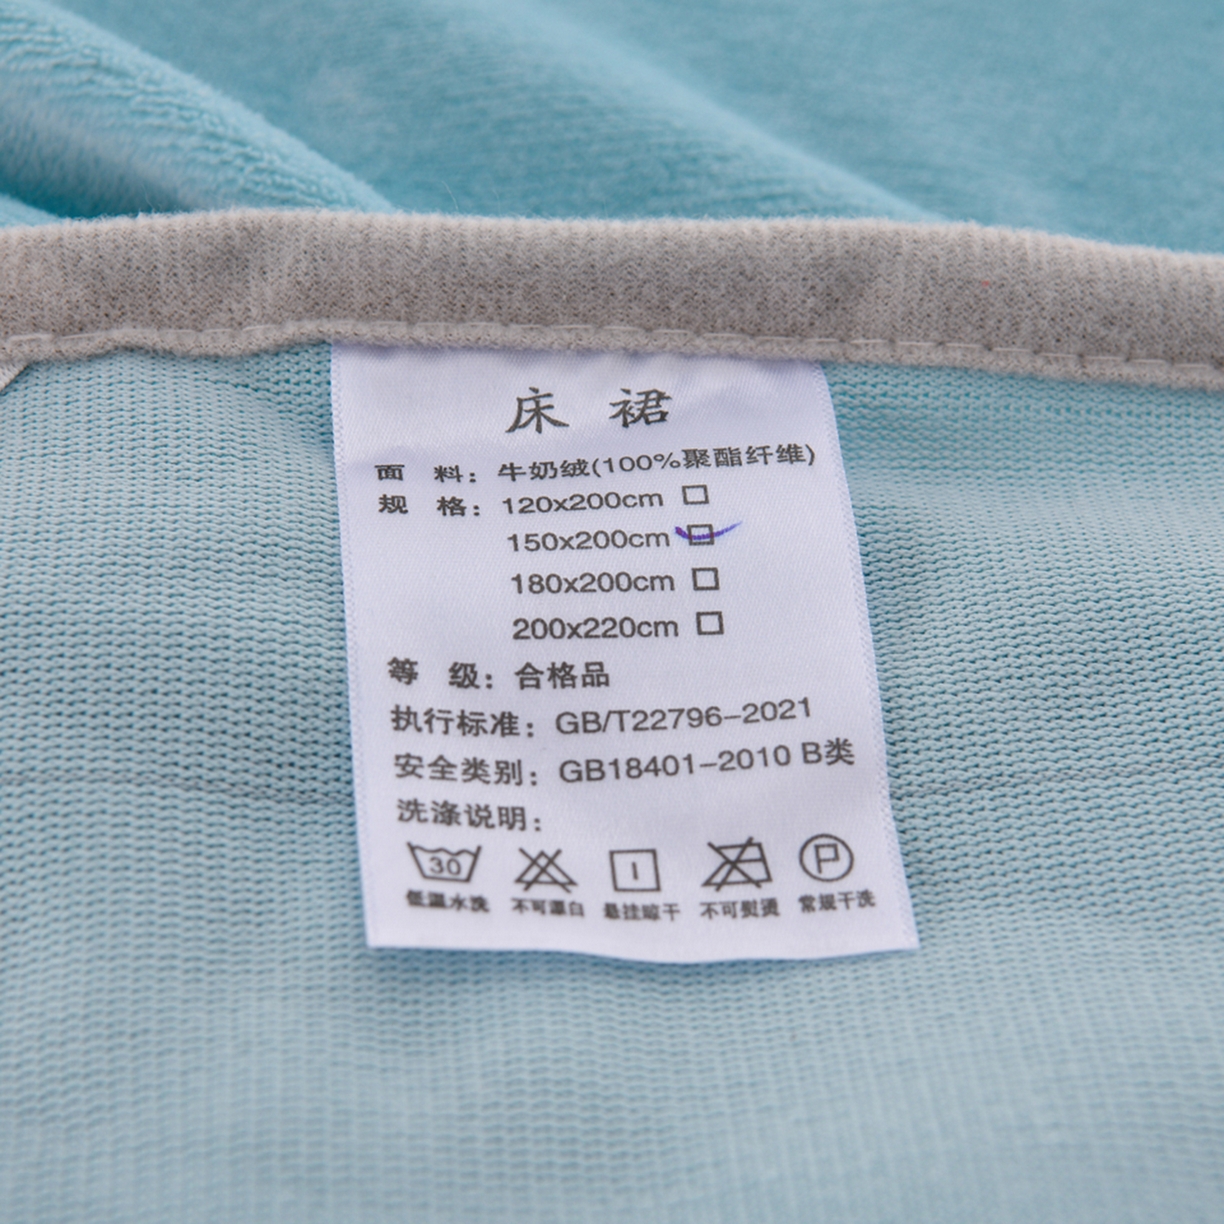 床 裙
面 料：牛奶绒(100%聚酯纤维)
规 格：120x200cm □
150x200cm □
180x200cm □
200x220cm □
等 级：合格品
执行标准：GB/T22796-2021
安全类别：GB18401-2010 B类
洗涤说明：
30 P
低温水洗 不可漂白 悬挂晾干 不可熨烫 常规干洗